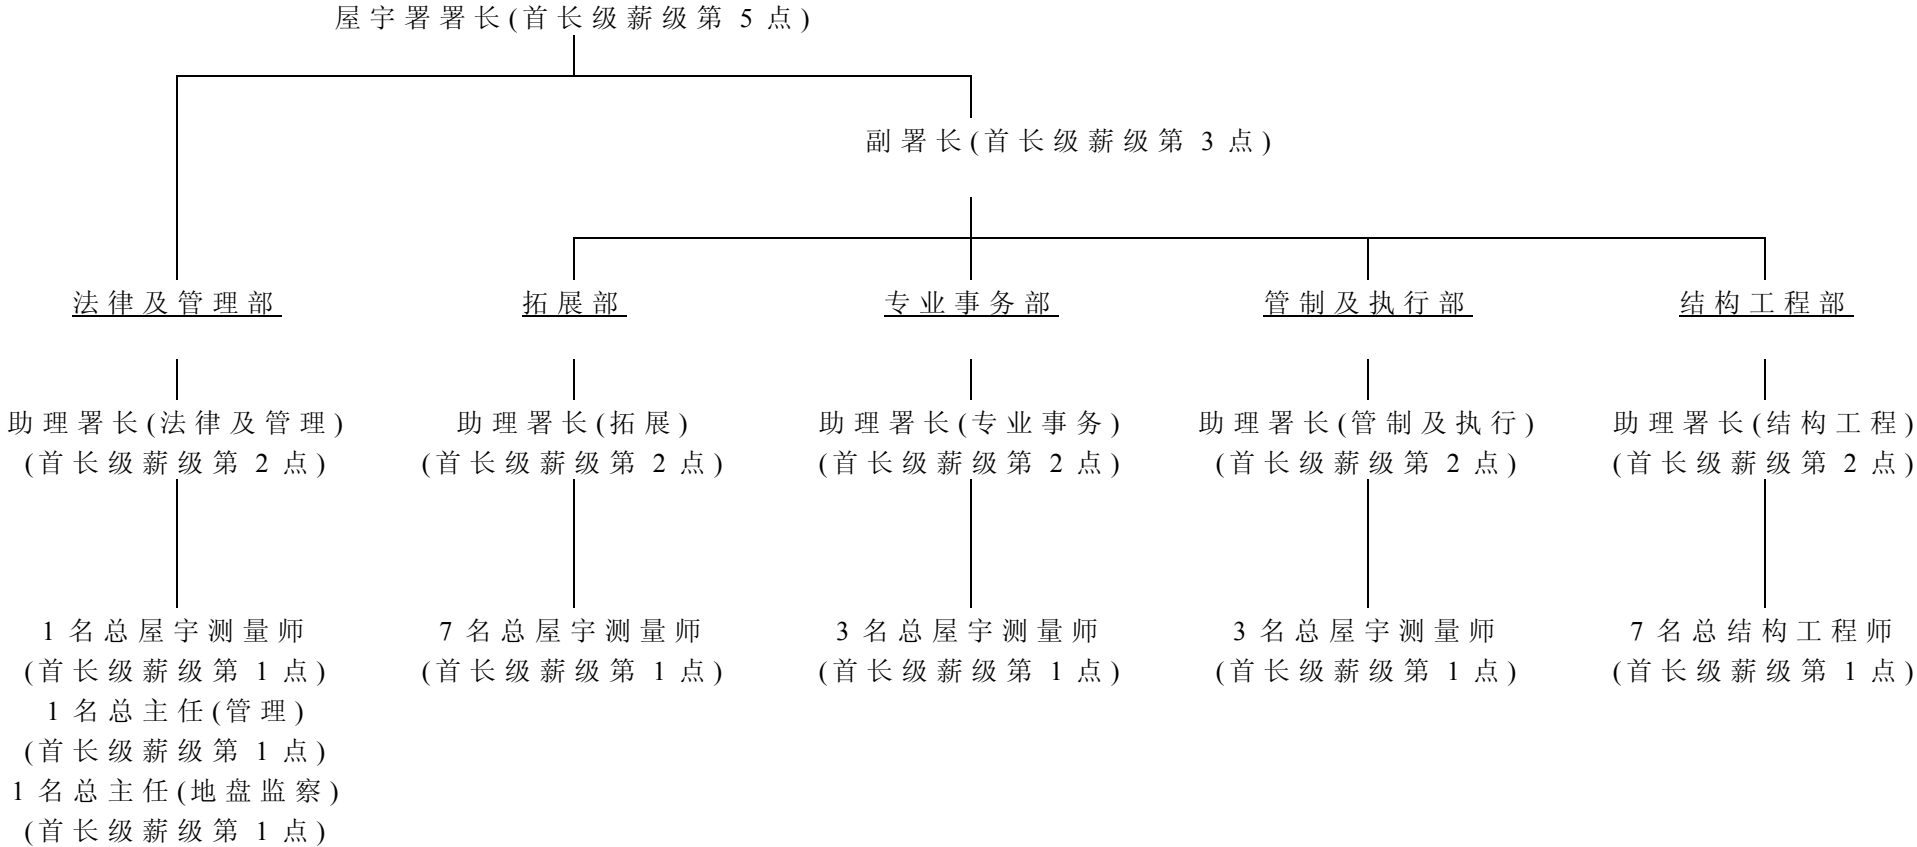 屋宇署署长(首长级薪级第 5 点)
副署长(首长级薪级第 3 点)
法律及管理部
拓展部
专业事务部
管制及执行部
结构工程部
助理署长(法律及管理)
(首长级薪级第 2 点)
助理署长(拓展)
(首长级薪级第 2 点)
助理署长(专业事务)
(首长级薪级第 2 点)
助理署长(管制及执行)
(首长级薪级第 2 点)
助理署长(结构工程)
(首长级薪级第 2 点)
1 名总屋宇测量师
(首长级薪级第 1 点)
1 名总主任(管理)
(首长级薪级第 1 点)
1 名总主任(地盘监察)
(首长级薪级第 1 点)
7 名总屋宇测量师
(首长级薪级第 1 点)
3 名总屋宇测量师
(首长级薪级第 1 点)
3 名总屋宇测量师
(首长级薪级第 1 点)
7 名总结构工程师
(首长级薪级第 1 点)